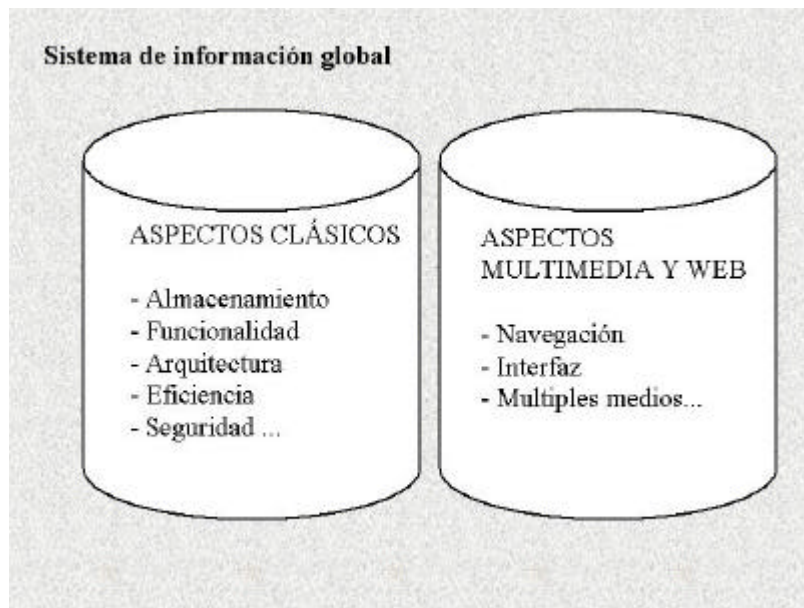 Sistema de información global
ASPECTOS CLÁSICOS
- Almacenamiento
- Funcionalidad
- Arquitectura
- Eficiencia
- Seguridad ...
ASPECTOS
MULTIMEDIA Y WEB
- Navegación
- Interfaz
- Multiples medios...